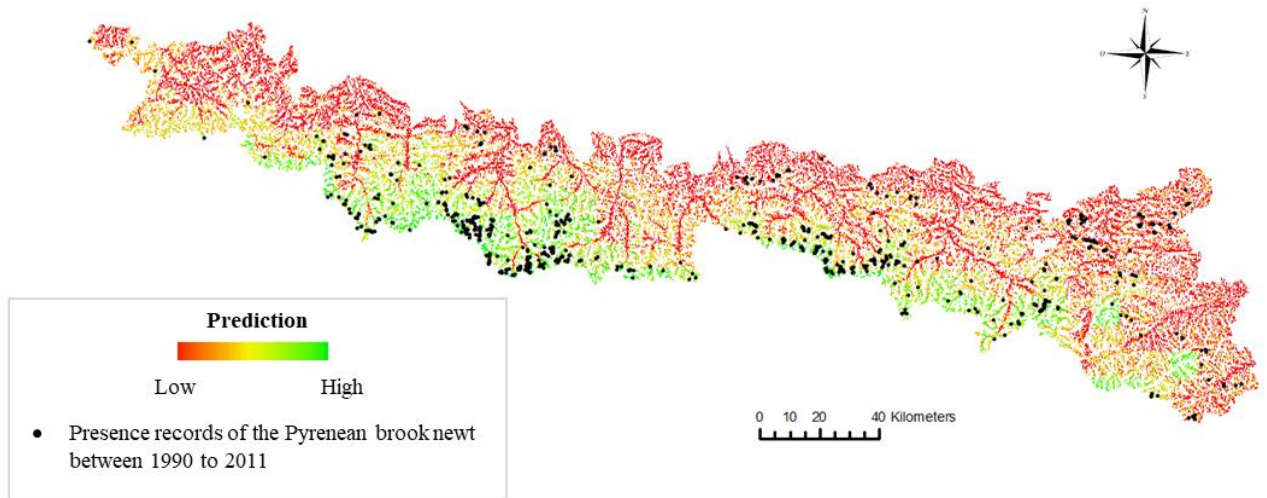 N
O
E
S
Prediction
Low High
0 10 20 40 Kilometers
• Presence records of the Pyrenean brook newt
between 1990 to 2011